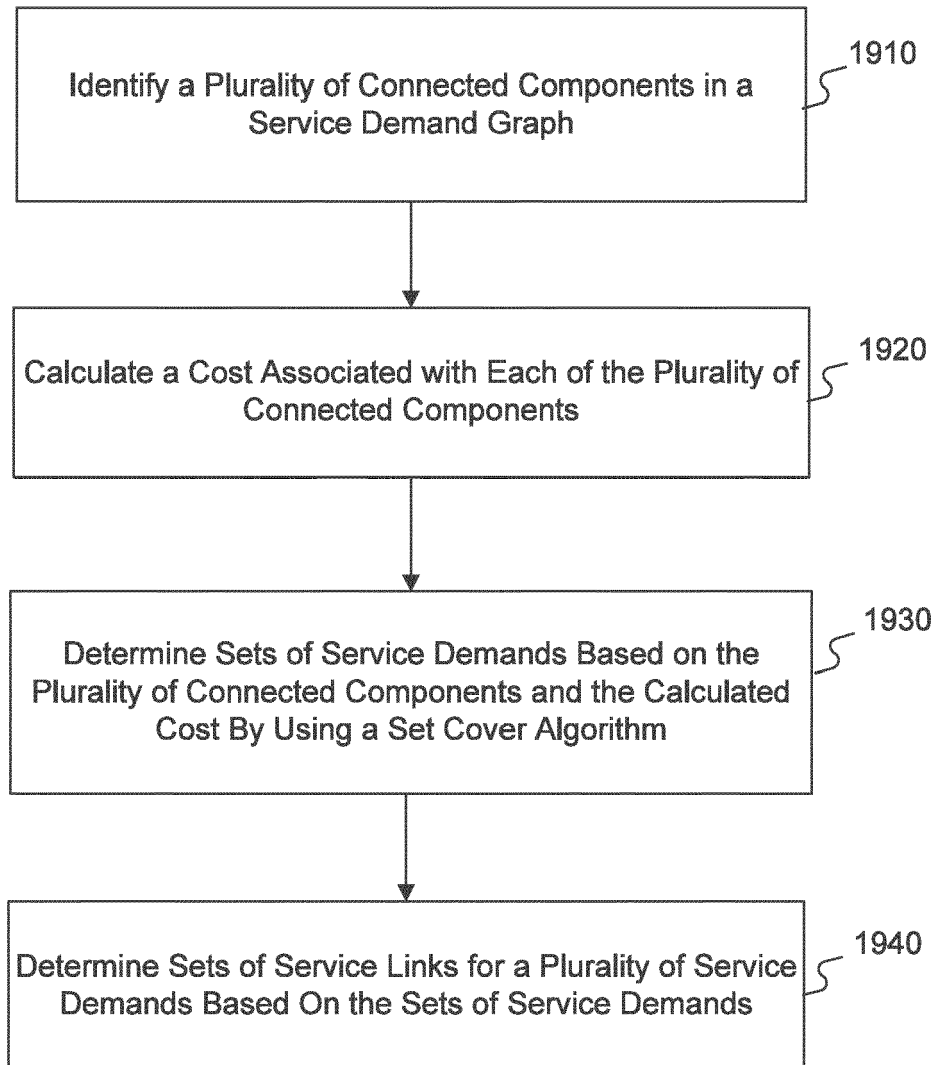 1910
Identify a Plurality of Connected Components in a
Service Demand Graph
1920
Calculate a Cost Associated with Each of the Plurality of
Connected Components
1930
Determine Sets of Service Demands Based on the
Plurality of Connected Components and the Calculated
Cost By Using a Set Cover Algorithm
1940
Determine Sets of Service Links for a Plurality of Service
Demands Based On the Sets of Service Demands